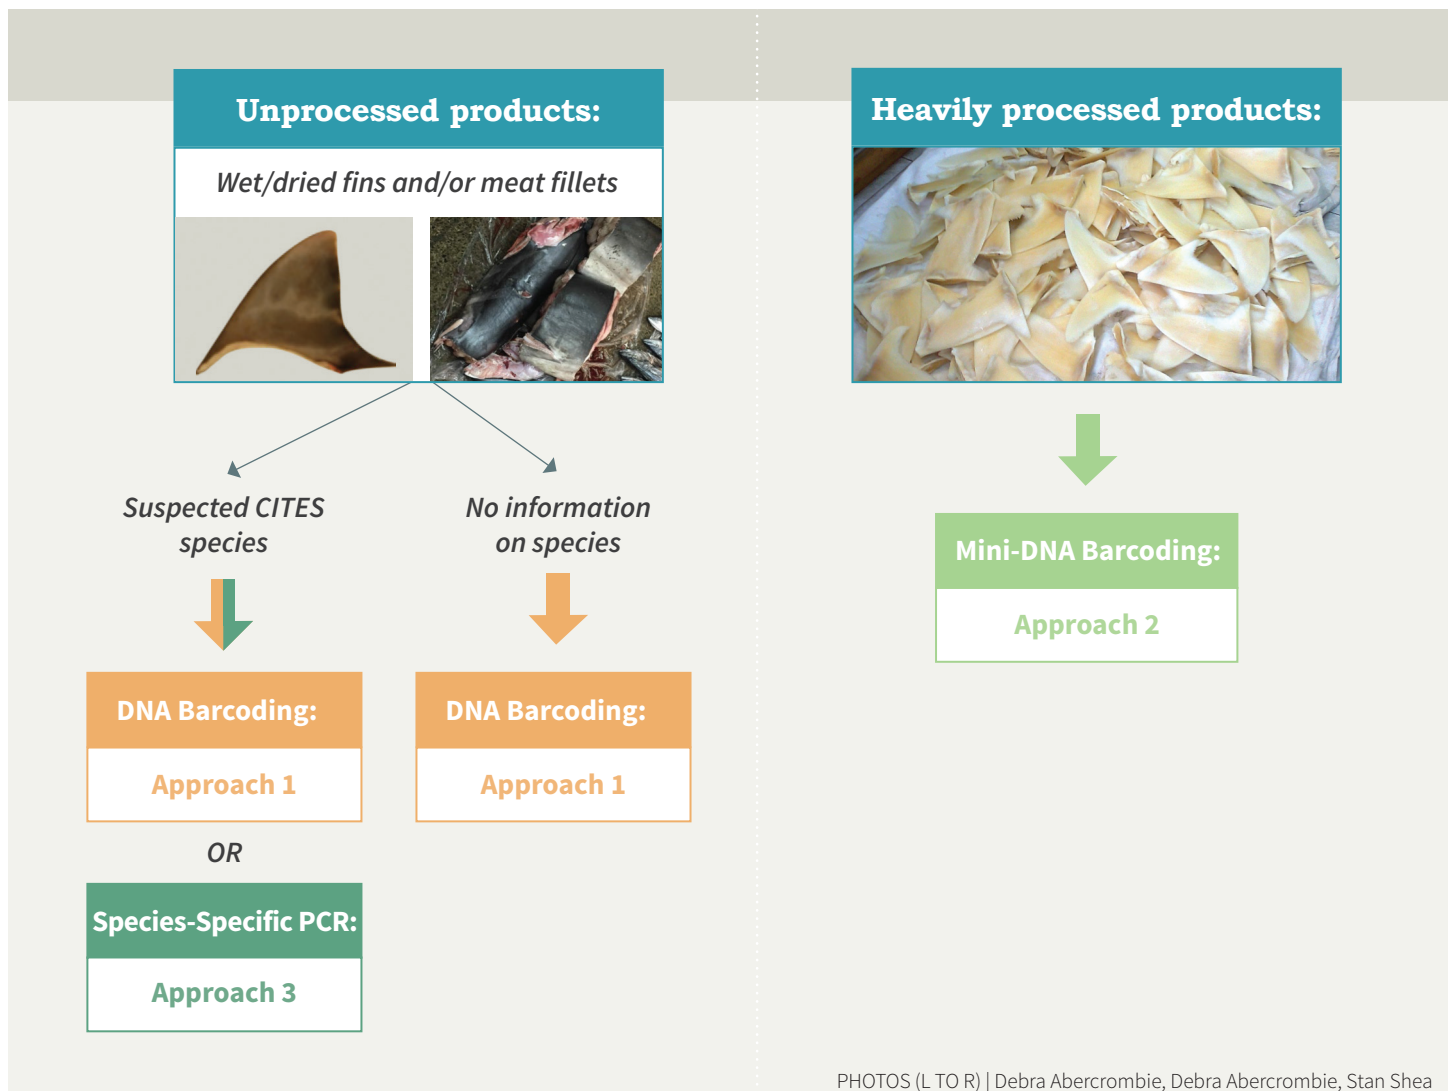 Unprocessed products:
Wet/dried fins and/or meat fillets
Suspected CITES
species
No information
on species
DNA Barcoding:
Approach 1
DNA Barcoding:
Approach 1
OR
Species-Specific PCR:
Approach 3
Heavily processed products:
Mini-DNA Barcoding:
Approach 2
PHOTOS (L TO R) | Debra Abercrombie, Debra Abercrombie, Stan Shea